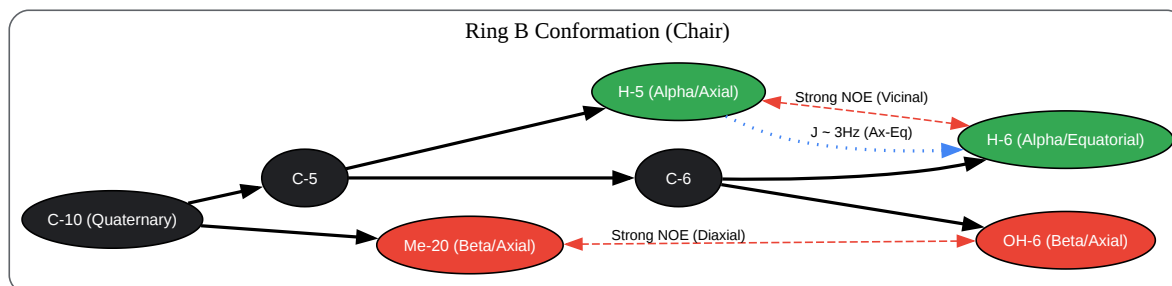 Ring B Conformation (Chair)
H-5 (Alpha/Axial)
Strong NOE (Vicinal)
J ~ 3Hz (Ax-Eq)
H-6 (Alpha/Equatorial)
C-5
C-6
C-10 (Quaternary)
Me-20 (Beta/Axial)
Strong NOE (Diaxial)
OH-6 (Beta/Axial)